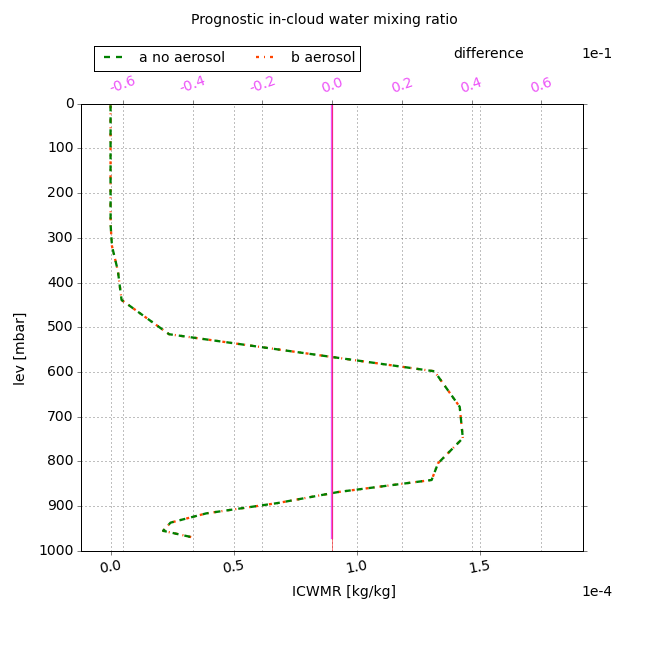 Prognostic in-cloud water mixing ratio
a no aerosol b aerosol difference 1e-1
-0.6 -0.4 -0.2 0.0 0.2 0.4 0.6
0
100
200
300
400
500
600
700
800
900
1000
lev [mbar]
0.0 0.5 1.0 1.5
ICWMR [kg/kg] 1e-4